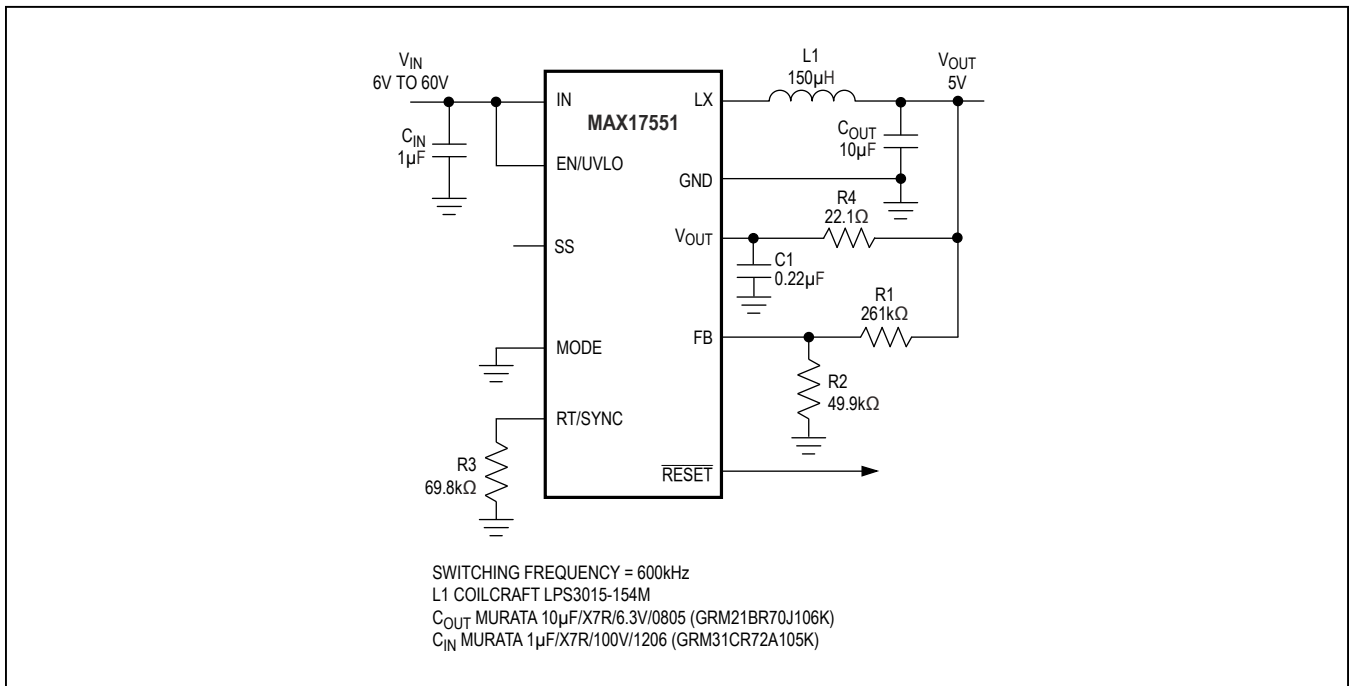 VIN
6V TO 60V
CIN
1µF
IN
EN/UVLO
SS
MODE
RT/SYNC
R3
69.8kΩ
MAX17551
LX
GND
VOUT
FB
RESET
L1
150µH
VOUT
5V
COUT
10µF
R4
22.1Ω
C1
0.22µF
R1
261kΩ
R2
49.9kΩ
SWITCHING FREQUENCY = 600kHz
L1 COILCRAFT LPS3015-154M
COUT MURATA 10µF/X7R/6.3V/0805 (GRM21BR70J106K)
CIN MURATA 1µF/X7R/100V/1206 (GRM31CR72A105K)